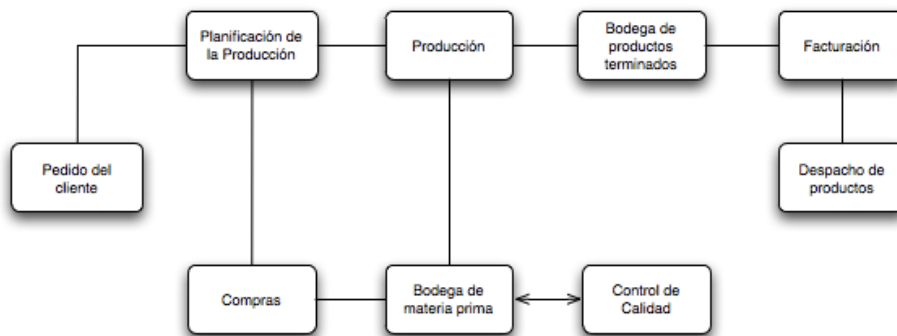 Planificación de
la Producción
Producción
Bodega de
productos
terminados
Facturación
Pedido del
cliente
Despacho de
productos
Compras
Bodega de
materia prima
Control de
Calidad